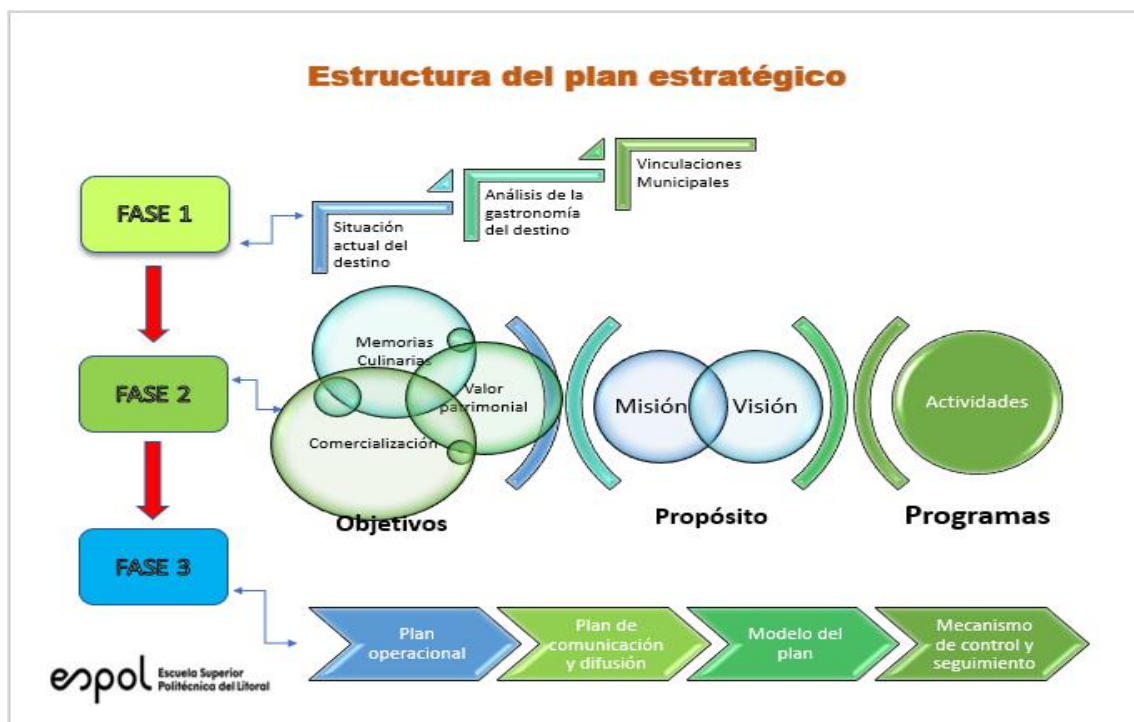 Estructura del plan estratégico
FASE 1
Situación
actual del
destino
Análisis de la
gastronomía
del destino
Vinculaciones
Municipales
FASE 2
Memorias
Culinarias
Valor
patrimonial
Comercialización
Objetivos
Misión
Visión
Propósito
Actividades
Programas
FASE 3
Plan
operacional
Plan de
comunicación
y difusión
Modelo del
plan
Mecanismo
de control y
seguimiento
espol
Escuela Superior
Politécnica del Litoral